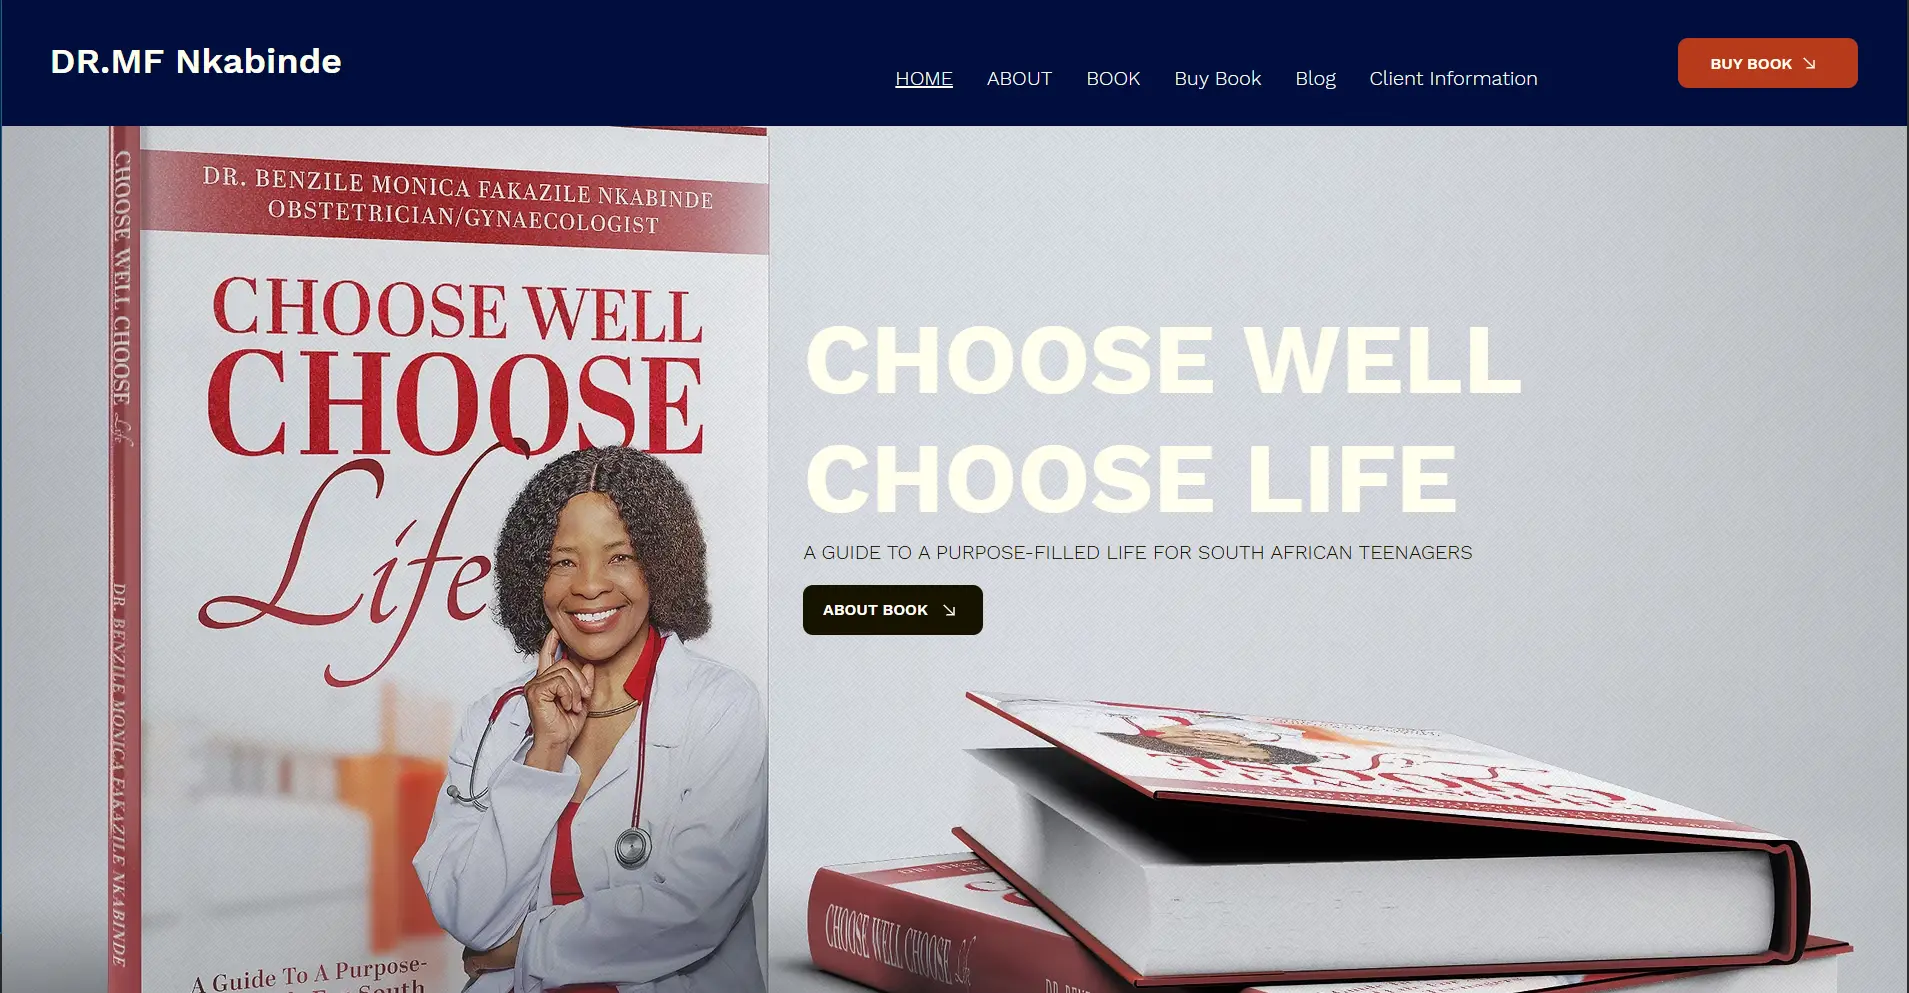 DR.MF Nkabinde
HOME ABOUT BOOK Buy Book Blog Client Information
BUY BOOK
DR. BENZILE MONICA FAKAZILE NKABINDE
OBSTETRICIAN/GYNAECOLOGIST
CHOOSE WELL
CHOOSE
Life
A Guide To A Purpose-
CHOOSE WELL CHOOSE Life
DR. BENZILE MONICA FAKAZILE NKABINDE
CHOOSE WELL
CHOOSE LIFE
A GUIDE TO A PURPOSE-FILLED LIFE FOR SOUTH AFRICAN TEENAGERS
ABOUT BOOK
CHOOSE WELL CHOOSE Life